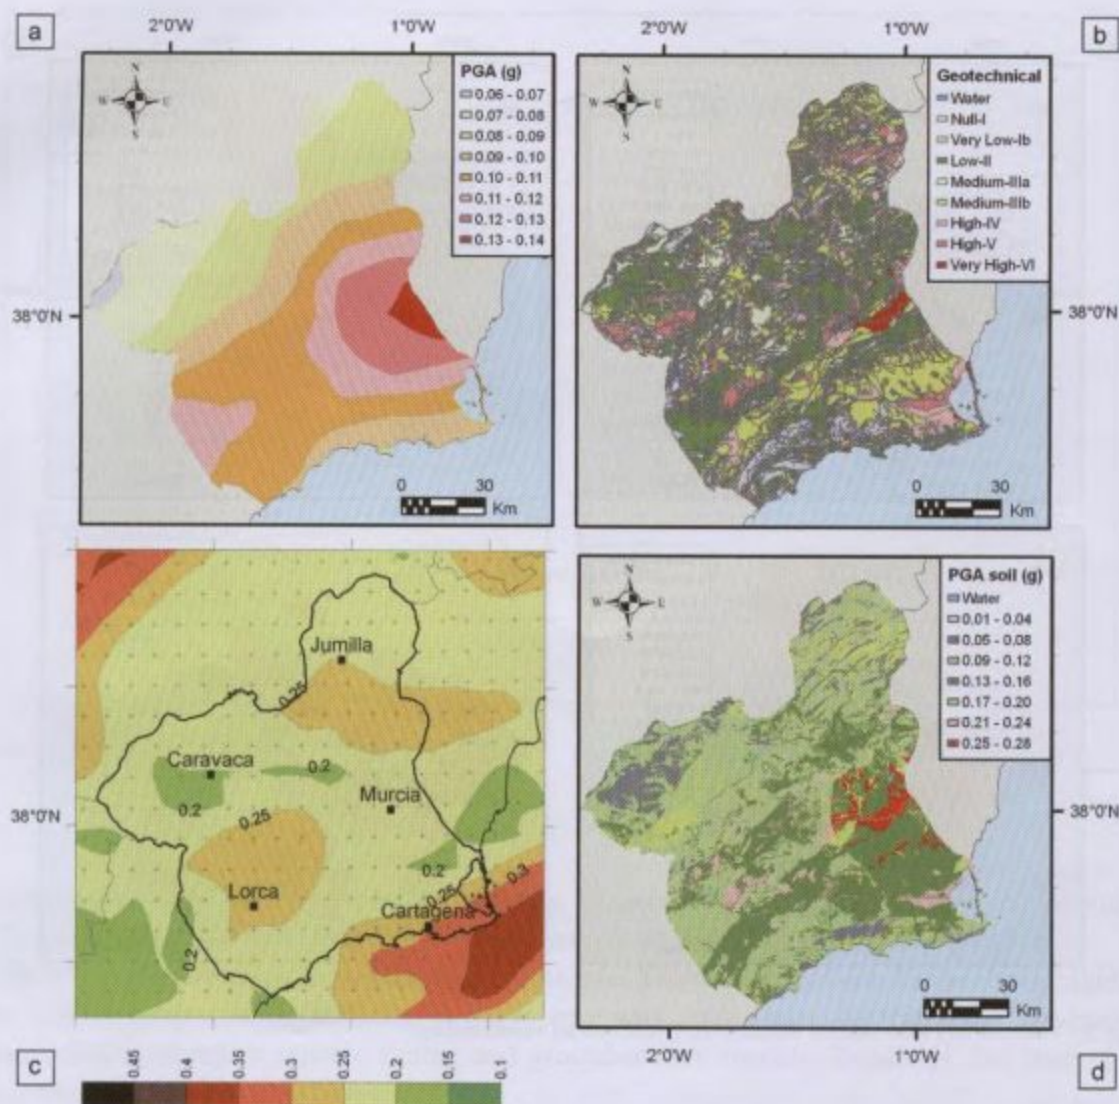 a
2°0'W
1°0'W
N
W
E
S
PGA (g)
0.06 - 0.07
0.07 - 0.08
0.08 - 0.09
0.09 - 0.10
0.10 - 0.11
0.11 - 0.12
0.12 - 0.13
0.13 - 0.14
38°0'N
0 30
Km
b
2°0'W
1°0'W
N
W
E
S
Geotechnical
Water
Null-I
Very Low-Ib
Low-II
Medium-IIIa
Medium-IIIb
High-IV
High-V
Very High-VI
38°0'N
0 30
Km
Jumilla
0.25
Caravaca
0.2
0.2
Murcia
0.25
0.2
Lorca
0.25
0.3
Cartagena
0.2
38°0'N
c
0.45
0.4
0.35
0.3
0.25
0.2
0.15
0.1
N
W
E
S
PGA soil (g)
Water
0.01 - 0.04
0.05 - 0.08
0.09 - 0.12
0.13 - 0.16
0.17 - 0.20
0.21 - 0.24
0.25 - 0.28
38°0'N
0 30
Km
2°0'W
1°0'W
d